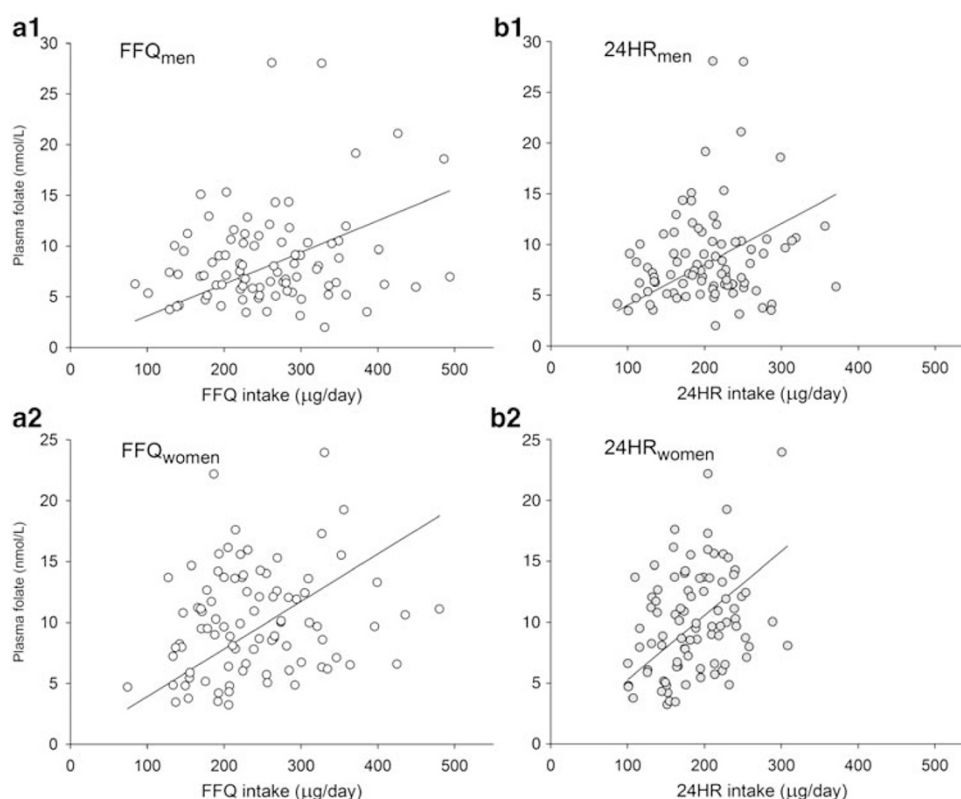 a1
FFQmen
30
25
20
15
10
5
0
Plasma folate (nmol/L)
0 100 200 300 400 500
FFQ intake (μg/day)
b1
24HRmen
30
25
20
15
10
5
0
0 100 200 300 400 500
24HR intake (μg/day)
a2
FFQwomen
25
20
15
10
5
0
Plasma folate (nmol/L)
0 100 200 300 400 500
FFQ intake (μg/day)
b2
24HRwomen
25
20
15
10
5
0
0 100 200 300 400 500
24HR intake (μg/day)